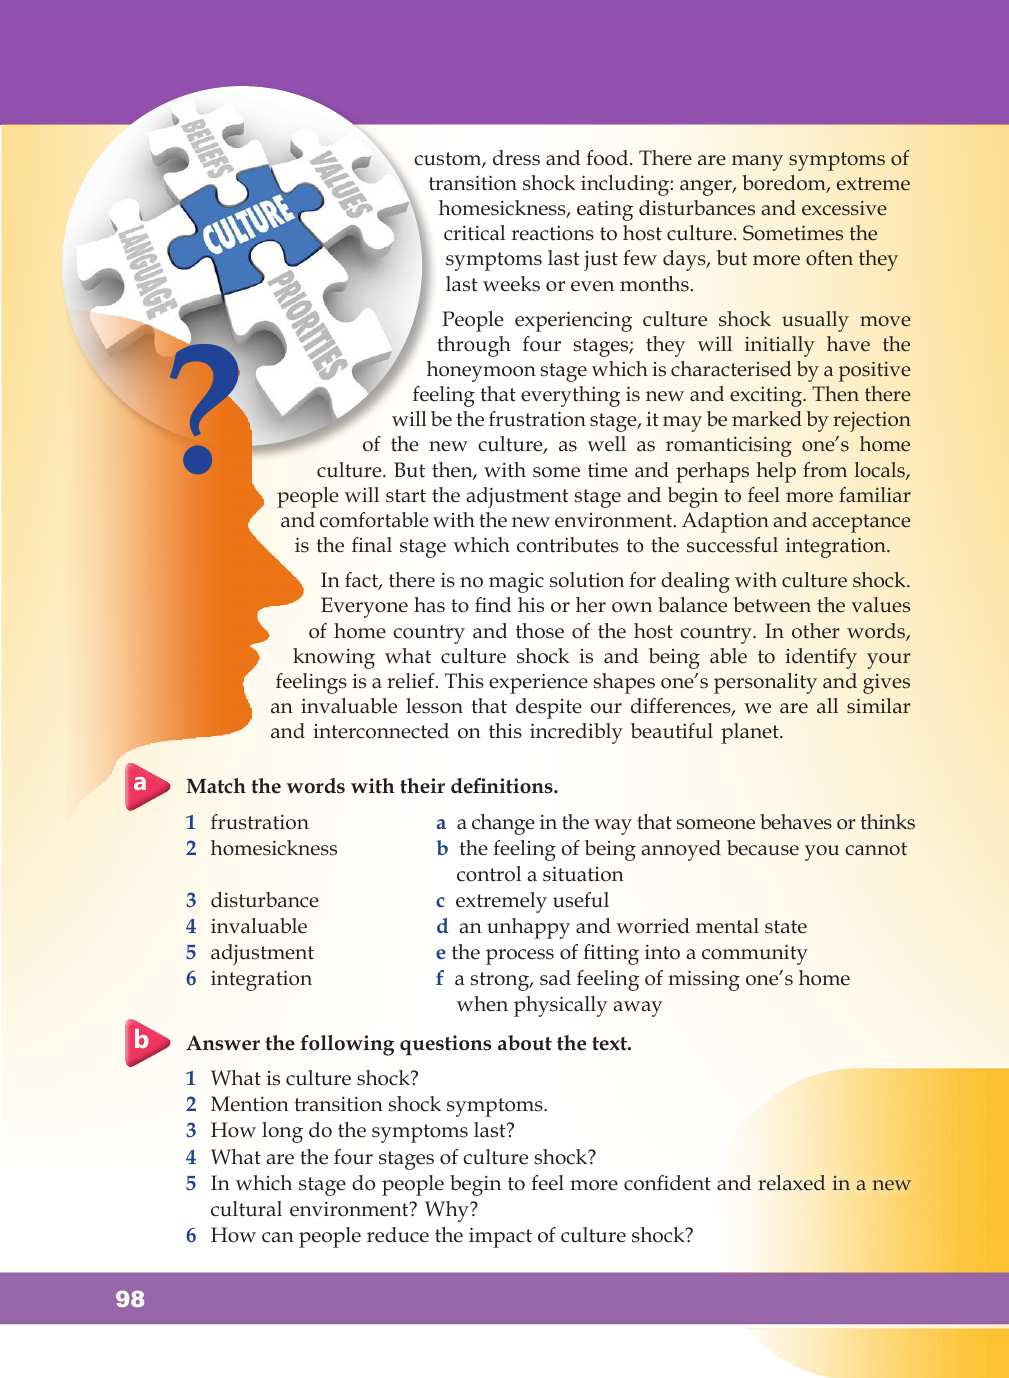 BELIEFS
VALUES
CULTURE
LANGUAGE
PRIORITIES
?
custom, dress and food. There are many symptoms of
transition shock including: anger, boredom, extreme
homesickness, eating disturbances and excessive
critical reactions to host culture. Sometimes the
symptoms last just few days, but more often they
last weeks or even months.
People experiencing culture shock usually move
through four stages; they will initially have the
honeymoon stage which is characterised by a positive
feeling that everything is new and exciting. Then there
will be the frustration stage, it may be marked by rejection
of the new culture, as well as romanticising one’s home
culture. But then, with some time and perhaps help from locals,
people will start the adjustment stage and begin to feel more familiar
and comfortable with the new environment. Adaption and acceptance
is the final stage which contributes to the successful integration.
In fact, there is no magic solution for dealing with culture shock.
Everyone has to find his or her own balance between the values
of home country and those of the host country. In other words,
knowing what culture shock is and being able to identify your
feelings is a relief. This experience shapes one’s personality and gives
an invaluable lesson that despite our differences, we are all similar
and interconnected on this incredibly beautiful planet.
a Match the words with their definitions.
1 frustration a a change in the way that someone behaves or thinks
2 homesickness b the feeling of being annoyed because you cannot
control a situation
3 disturbance c extremely useful
4 invaluable d an unhappy and worried mental state
5 adjustment e the process of fitting into a community
6 integration f a strong, sad feeling of missing one’s home
when physically away
b Answer the following questions about the text.
1 What is culture shock?
2 Mention transition shock symptoms.
3 How long do the symptoms last?
4 What are the four stages of culture shock?
5 In which stage do people begin to feel more confident and relaxed in a new
cultural environment? Why?
6 How can people reduce the impact of culture shock?
98